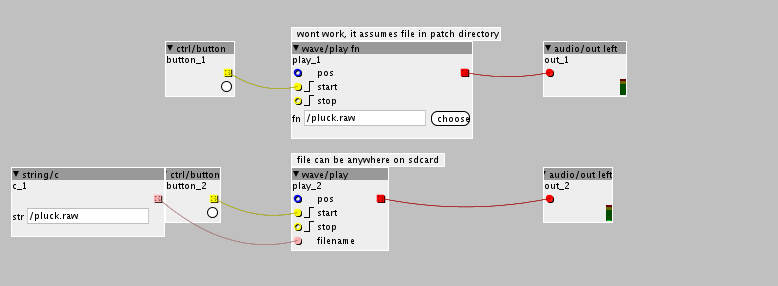 wont work, it assumes file in patch directory
ctrl/button
wave/play fn
audio/out left
button_1
play_1
out_1
pos
start
stop
fn
/pluck.raw
choose
file can be anywhere on sdcard
string/c
ctrl/button
wave/play
audio/out left
c_1
button_2
play_2
out_2
pos
str
/pluck.raw
start
stop
filename